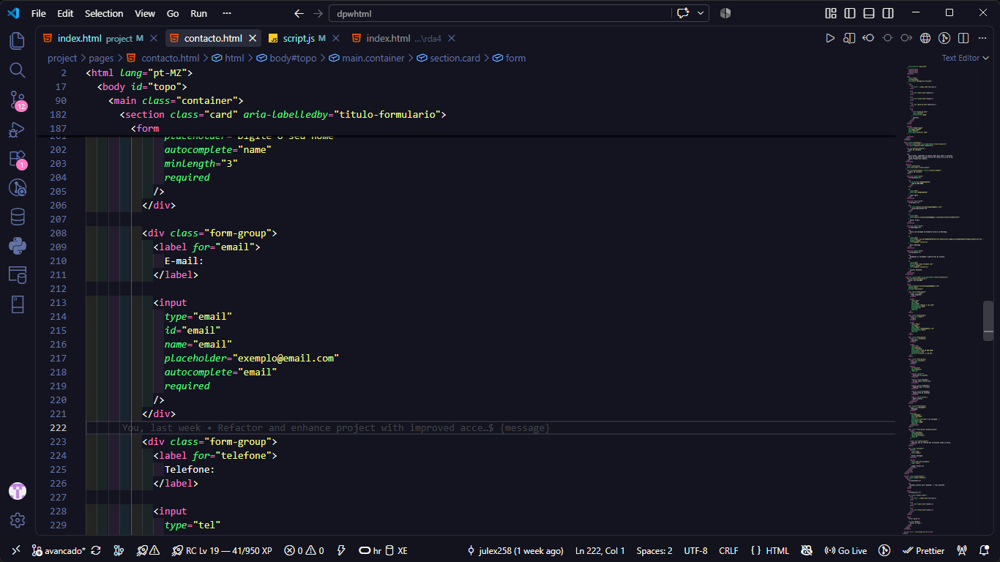 File Edit Selection View Go Run ··· dpwhtml
index.html project M contacto.html script.js M index.html ...\rda4
project > pages > contacto.html > html > body#topo > main.container > section.card > form Text Editor
2 <html lang="pt-MZ">
17 <body id="topo">
90 <main class="container">
182 <section class="card" aria-labelledby="titulo-formulario">
187 <form
201 placeholder="Digite o seu nome"
202 autocomplete="name"
203 minlength="3"
204 required
205 />
206 </div>
207
208 <div class="form-group">
209 <label for="email">
210 E-mail:
211 </label>
212
213 <input
214 type="email"
215 id="email"
216 name="email"
217 placeholder="exemplo@email.com"
218 autocomplete="email"
219 required
220 />
221 </div>
222 You, last week • Refactor and enhance project with improved acce…$ {message}
223 <div class="form-group">
224 <label for="telefone">
225 Telefone:
226 </label>
227
228 <input
229 type="tel"
12
1
avancado* RC Lv 19 — 41/950 XP 0 0 hr XE julex258 (1 week ago) Ln 222, Col 1 Spaces: 2 UTF-8 CRLF { } HTML Go Live Prettier